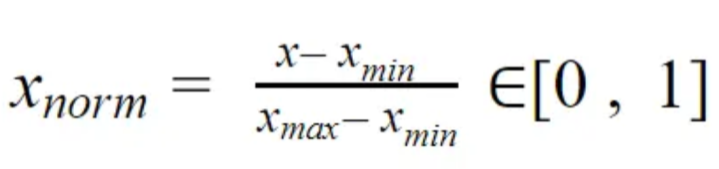 x_norm = (x − x_min) / (x_max − x_min) ∈[0 , 1]